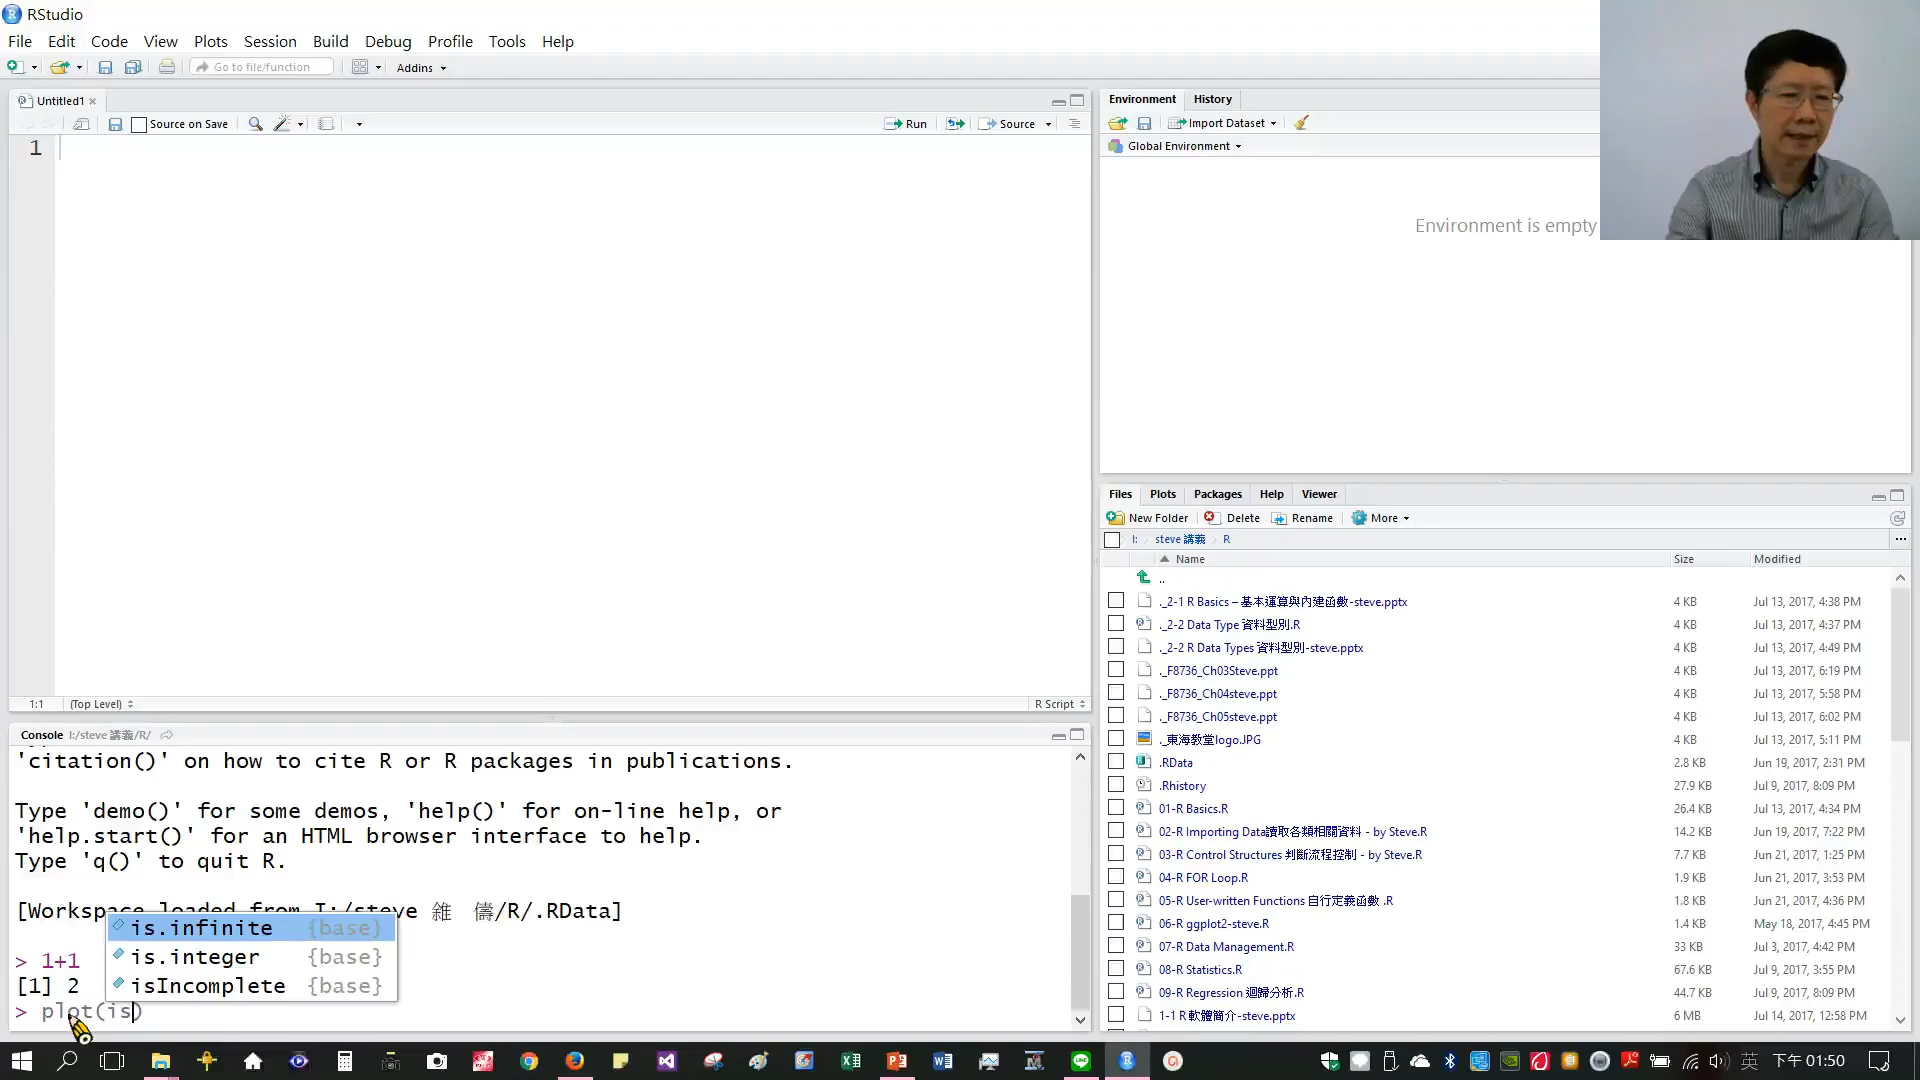 RStudio
File Edit Code View Plots Session Build Debug Profile Tools Help
Go to file/function Addins
Untitled1
Source on Save Run Source
1
1:1 (Top Level) R Script
Console I:/steve 講義/R/
'citation()' on how to cite R or R packages in publications.
Type 'demo()' for some demos, 'help()' for on-line help, or
'help.start()' for an HTML browser interface to help.
Type 'q()' to quit R.
[Workspace loaded from I:/steve 雒 儔/R/.RData]
is.infinite {base}
is.integer {base}
isIncomplete {base}
> 1+1
[1] 2
> plot(is)
Environment History
Import Dataset
Global Environment
Environment is empty
Files Plots Packages Help Viewer
New Folder Delete Rename More
I: steve 講義 R ...
Name Size Modified
..
._2-1 R Basics – 基本運算與內建函數-steve.pptx 4 KB Jul 13, 2017, 4:38 PM
._2-2 Data Type 資料型別.R 4 KB Jul 13, 2017, 4:37 PM
._2-2 R Data Types 資料型別-steve.pptx 4 KB Jul 13, 2017, 4:49 PM
._F8736_Ch03Steve.ppt 4 KB Jul 13, 2017, 6:19 PM
._F8736_Ch04steve.ppt 4 KB Jul 13, 2017, 5:58 PM
._F8736_Ch05steve.ppt 4 KB Jul 13, 2017, 6:02 PM
._東海教堂logo.JPG 4 KB Jul 13, 2017, 5:11 PM
.RData 2.8 KB Jun 19, 2017, 2:31 PM
.Rhistory 27.9 KB Jul 9, 2017, 8:09 PM
01-R Basics.R 26.4 KB Jul 13, 2017, 4:34 PM
02-R Importing Data讀取各類相關資料 - by Steve.R 14.2 KB Jun 19, 2017, 7:22 PM
03-R Control Structures 判斷流程控制 - by Steve.R 7.7 KB Jun 21, 2017, 1:25 PM
04-R FOR Loop.R 1.9 KB Jun 21, 2017, 3:53 PM
05-R User-written Functions 自行定義函數 .R 1.8 KB Jun 21, 2017, 4:36 PM
06-R ggplot2-steve.R 1.4 KB May 18, 2017, 4:45 PM
07-R Data Management.R 33 KB Jul 3, 2017, 4:42 PM
08-R Statistics.R 67.6 KB Jul 9, 2017, 3:55 PM
09-R Regression 迴歸分析.R 44.7 KB Jul 9, 2017, 8:09 PM
1-1 R 軟體簡介-steve.pptx 6 MB Jul 14, 2017, 12:58 PM
英 下午 01:50